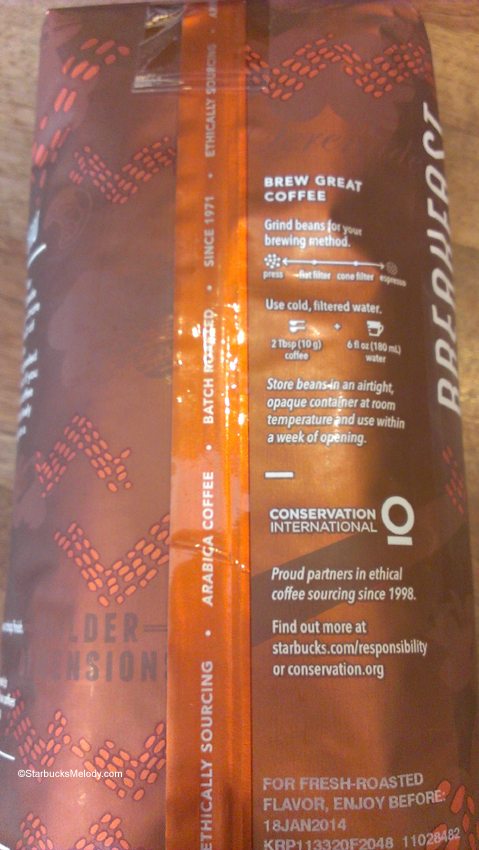 BREW GREAT
COFFEE
Grind beans for your
brewing method.
press flat filter cone filter espresso
Use cold, filtered water.
+
2 Tbsp (10 g)
coffee
6 fl oz (180 mL)
water
Store beans in an airtight,
opaque container at room
temperature and use within
a week of opening.
CONSERVATION
INTERNATIONAL
Proud partners in ethical
coffee sourcing since 1998.
Find out more at
starbucks.com/responsibility
or conservation.org
FOR FRESH-ROASTED
FLAVOR, ENJOY BEFORE:
18JAN2014
KRP113320F2048 11028482
ETHICALLY SOURCING • ARABICA COFFEE • BATCH ROASTED • SINCE 1971 • ETHICALLY SOURCING •
BREAKFAST
©StarbucksMelody.com